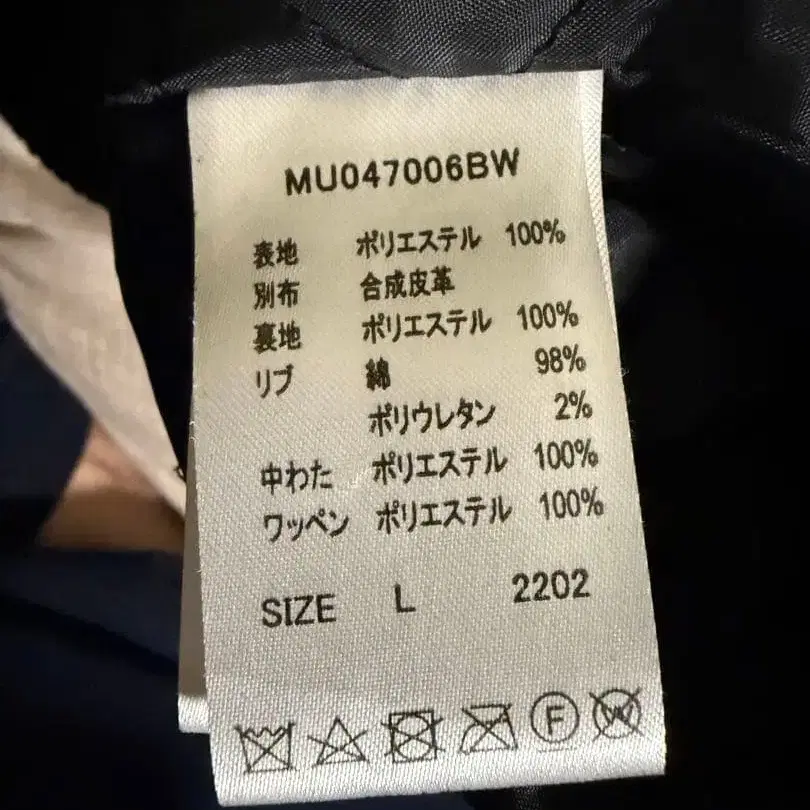 MU047006BW
表地 ポリエステル 100%
別布 合成皮革
裏地 ポリエステル 100%
リブ 綿 98%
ポリウレタン 2%
中わた ポリエステル 100%
ワッペン ポリエステル 100%
SIZE L 2202
F W